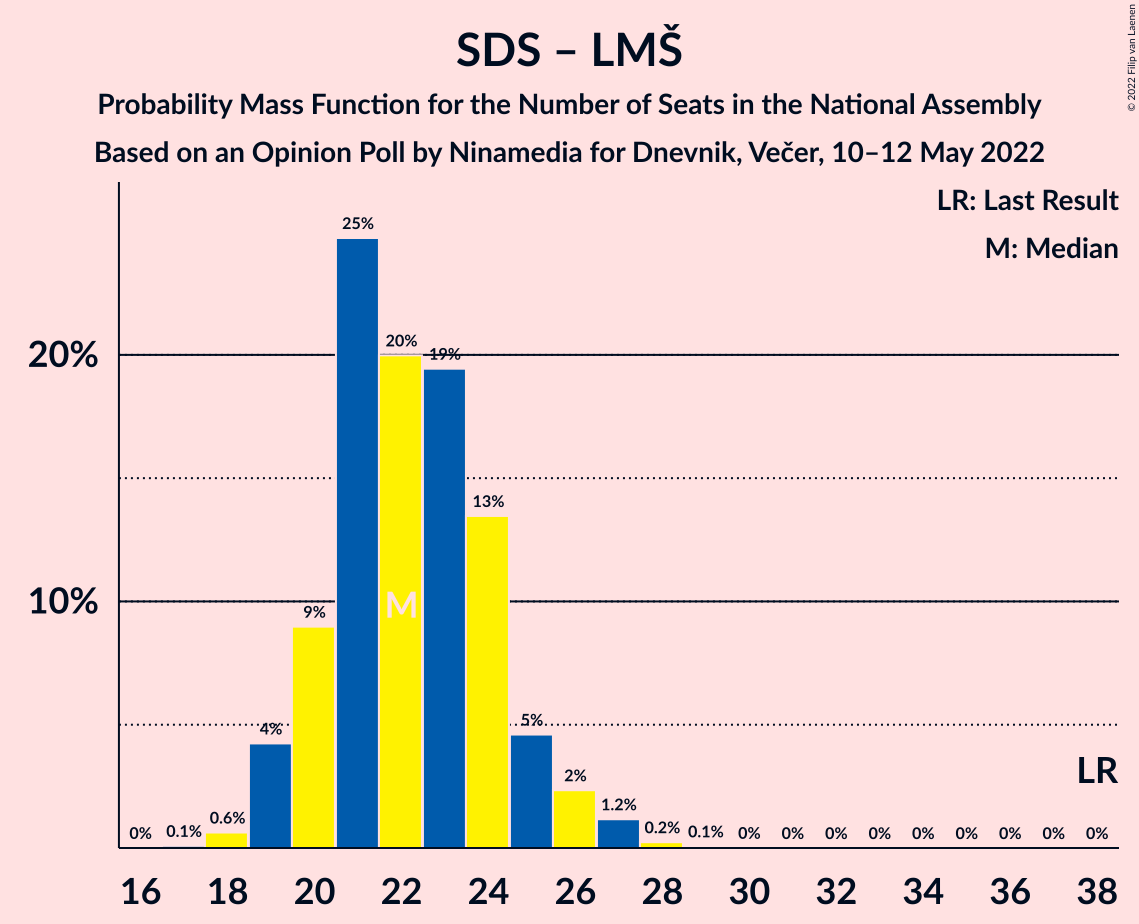 SDS – LMŠ
Probability Mass Function for the Number of Seats in the National Assembly
Based on an Opinion Poll by Ninamedia for Dnevnik, Večer, 10–12 May 2022
© 2022 Filip van Laenen
LR: Last Result
M: Median
25%
20%
20%
19%
13%
10%
M
9%
5%
4%
LR
2%
1.2%
0.6%
0% 0.1% 0.2% 0.1% 0% 0% 0% 0% 0% 0% 0% 0% 0%
16 18 20 22 24 26 28 30 32 34 36 38